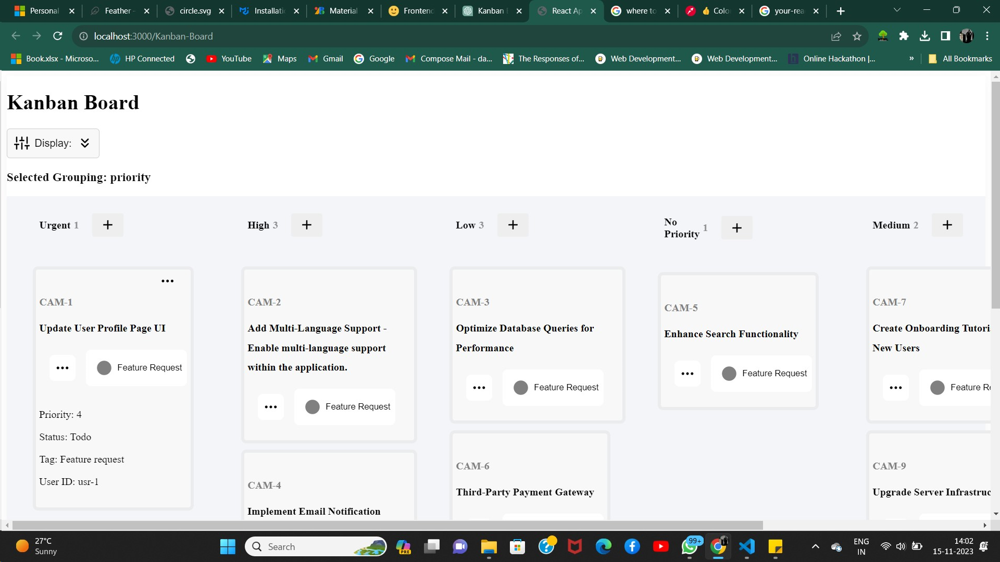 Personal
Feather -
circle.svg
Installati
Material
Frontend
Kanban
React Ap
where to
Colo
your-rea
localhost:3000/Kanban-Board
Book.xlsx - Microso...
HP Connected
YouTube
Maps
Gmail
Google
Compose Mail - da...
The Responses of...
Web Development...
Web Development...
Online Hackathon |...
»
All Bookmarks
Kanban Board
Display:
Selected Grouping: priority
Urgent 1 +
High 3 +
Low 3 +
No Priority 1 +
Medium 2 +
CAM-1
Update User Profile Page UI
Feature Request
Priority: 4
Status: Todo
Tag: Feature request
User ID: usr-1
CAM-2
Add Multi-Language Support -
Enable multi-language support
within the application.
Feature Request
CAM-4
Implement Email Notification
CAM-3
Optimize Database Queries for
Performance
Feature Request
CAM-6
Third-Party Payment Gateway
CAM-5
Enhance Search Functionality
Feature Request
CAM-7
Create Onboarding Tutori
New Users
Feature Re
CAM-9
Upgrade Server Infrastruc
27°C
Sunny
Search
PRE
99+
ENG
IN
14:02
15-11-2023